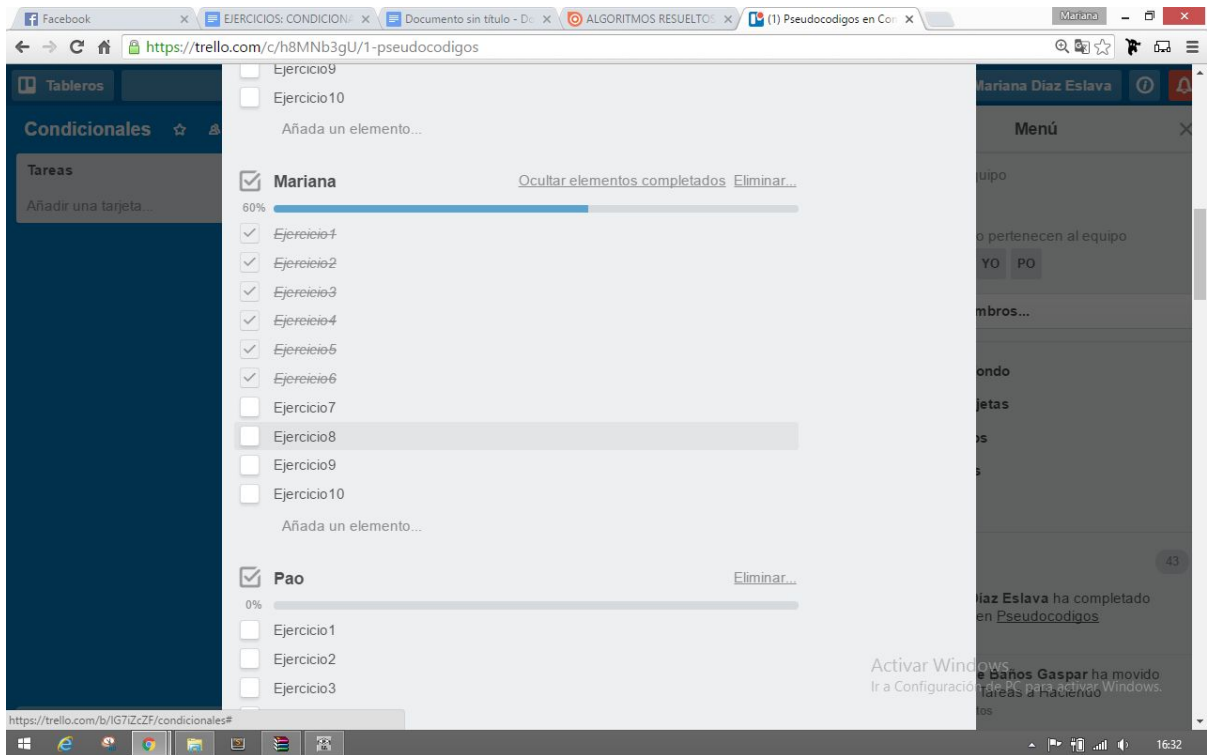 Facebook
EJERCICIOS: CONDICIONA
Documento sin título - Do
ALGORITMOS RESUELTOS
(1) Pseudocodigos en Con
Mariana
https://trello.com/c/h8MNb3gU/1-pseudocodigos
Tableros
Mariana Diaz Eslava
Condicionales
Menú
Tareas
Añadir una tarjeta...
Ejercicio9
Ejercicio10
Añada un elemento...
Mariana
Ocultar elementos completados Eliminar...
60%
Ejercicio1
Ejercicio2
Ejercicio3
Ejercicio4
Ejercicio5
Ejercicio6
Ejercicio7
Ejercicio8
Ejercicio9
Ejercicio10
Añada un elemento...
Pao
Eliminar...
0%
Ejercicio1
Ejercicio2
Ejercicio3
quipo
o pertenecen al equipo
YO PO
mbros...
ondo
jetas
os
s
43
Diaz Eslava ha completado
en Pseudocodigos
e Baños Gaspar ha movido
Tareas a Haciendo
tos
Activar Windows
Ir a Configuración de PC para activar Windows.
https://trello.com/b/IG7iZcZF/condicionales#
16:32